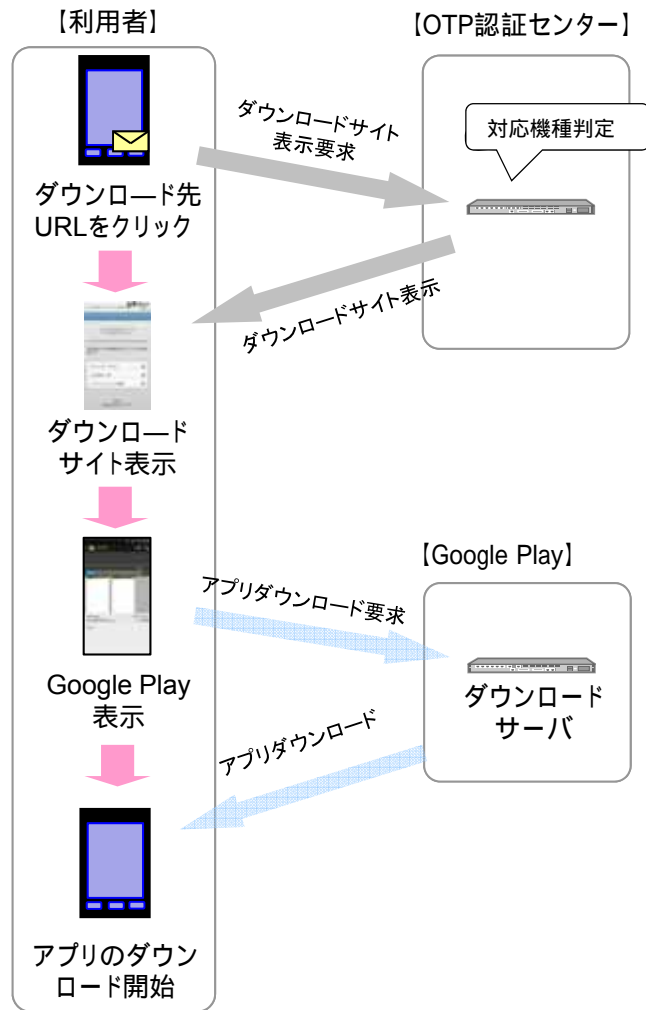 【利用者】
【OTP認証センター】
ダウンロードサイト
表示要求
対応機種判定
ダウンロード先
URLをクリック
ダウンロードサイト表示
ダウンロード
サイト表示
【Google Play】
アプリダウンロード要求
ダウンロード
サーバ
Google Play
表示
アプリダウンロード
アプリのダウン
ロード開始